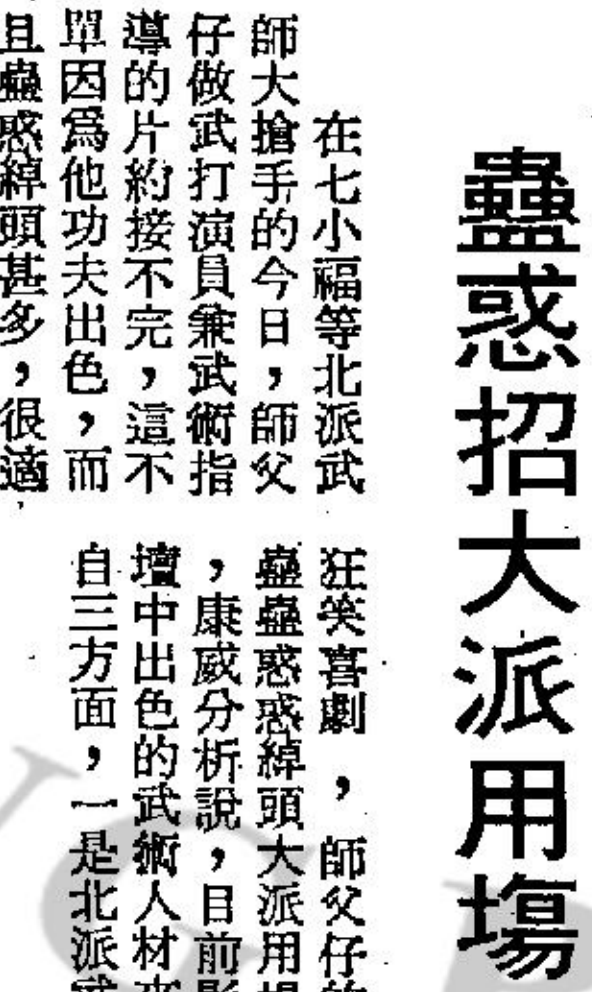 蠱惑招大派用塲
在七小福等北派武
師大搶手的今日，師父
仔做武打演員兼武術指
導的片約接不完，這不
單因爲他功夫出色，而
且蠱惑綽頭甚多，很適
狂笑喜劇，師父仔的
蠱蠱惑惑綽頭大派用塲
，康威分析說，目前影
壇中出色的武術人材來
自三方面，一是北派武